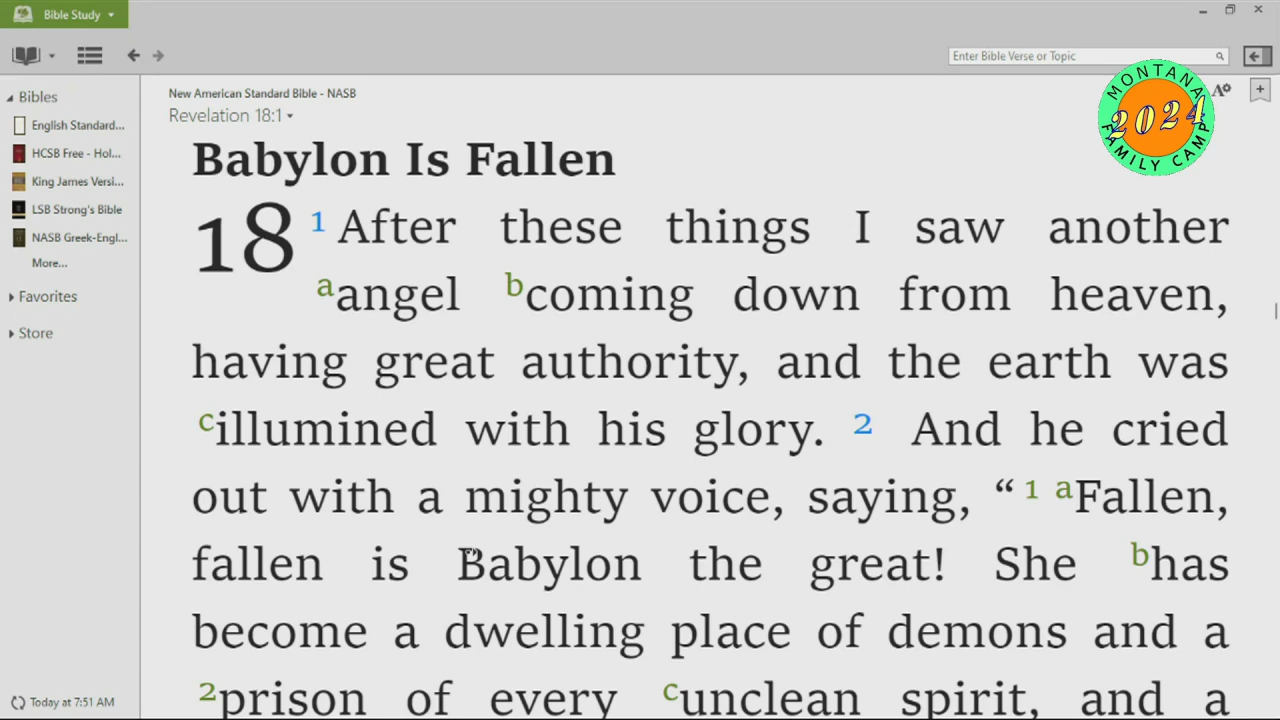 Bible Study
Enter Bible Verse or Topic
MONTANA
2024
FAMILY CAMP
Bibles
English Standard...
HCSB Free - Hol...
King James Versi...
LSB Strong's Bible
NASB Greek-Engl...
More...
Favorites
Store
Today at 7:51 AM
New American Standard Bible - NASB
Revelation 18:1
Babylon Is Fallen
18 1 After these things I saw another
a angel b coming down from heaven,
having great authority, and the earth was
c illumined with his glory. 2 And he cried
out with a mighty voice, saying, “ 1 a Fallen,
fallen is Babylon the great! She b has
become a dwelling place of demons and a
2 prison of every c unclean spirit, and a